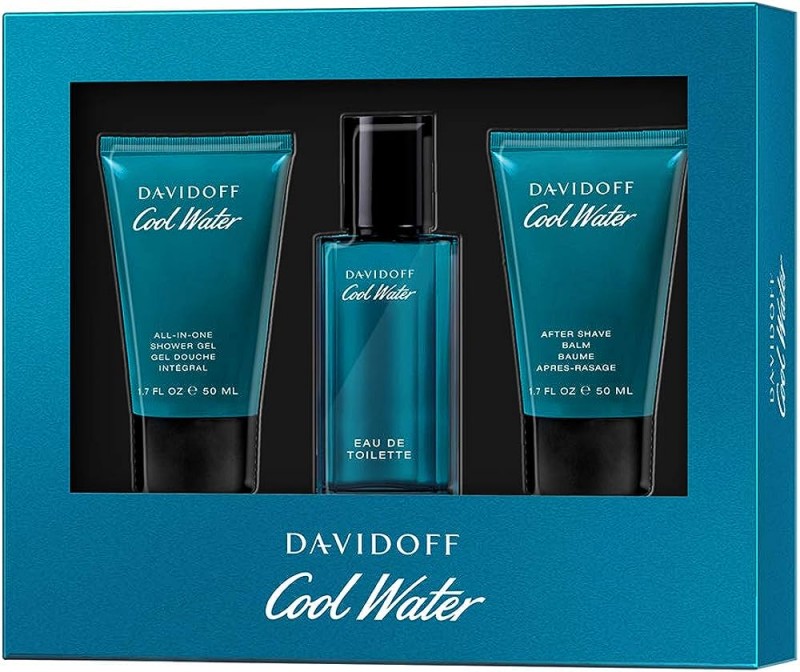 DAVIDOFF
Cool Water
ALL-IN-ONE
SHOWER GEL
GEL DOUCHE
INTÉGRAL
1.7 FL OZ ℮ 50 ML
DAVIDOFF
Cool Water
EAU DE
TOILETTE
DAVIDOFF
Cool Water
AFTER SHAVE
BALM
BAUME
APRES-RASAGE
1.7 FL OZ ℮ 50 ML
DAVIDOFF
Cool Water
DAVIDOFF
Cool Water